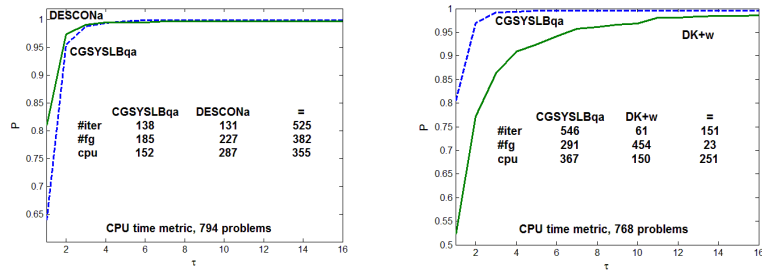 DESCONa
CGSYSLBqa
1
0.95
0.9
0.85
0.8
0.75
0.7
0.65
P
CGSYSLBqa DESCONa =
#iter 138 131 525
#fg 185 227 382
cpu 152 287 355
CPU time metric, 794 problems
2 4 6 8 10 12 14 16
τ
CGSYSLBqa
DK+w
1
0.95
0.9
0.85
0.8
0.75
0.7
0.65
0.6
0.55
0.5
P
CGSYSLBqa DK+w =
#iter 546 61 151
#fg 291 454 23
cpu 367 150 251
CPU time metric, 768 problems
2 4 6 8 10 12 14 16
τ